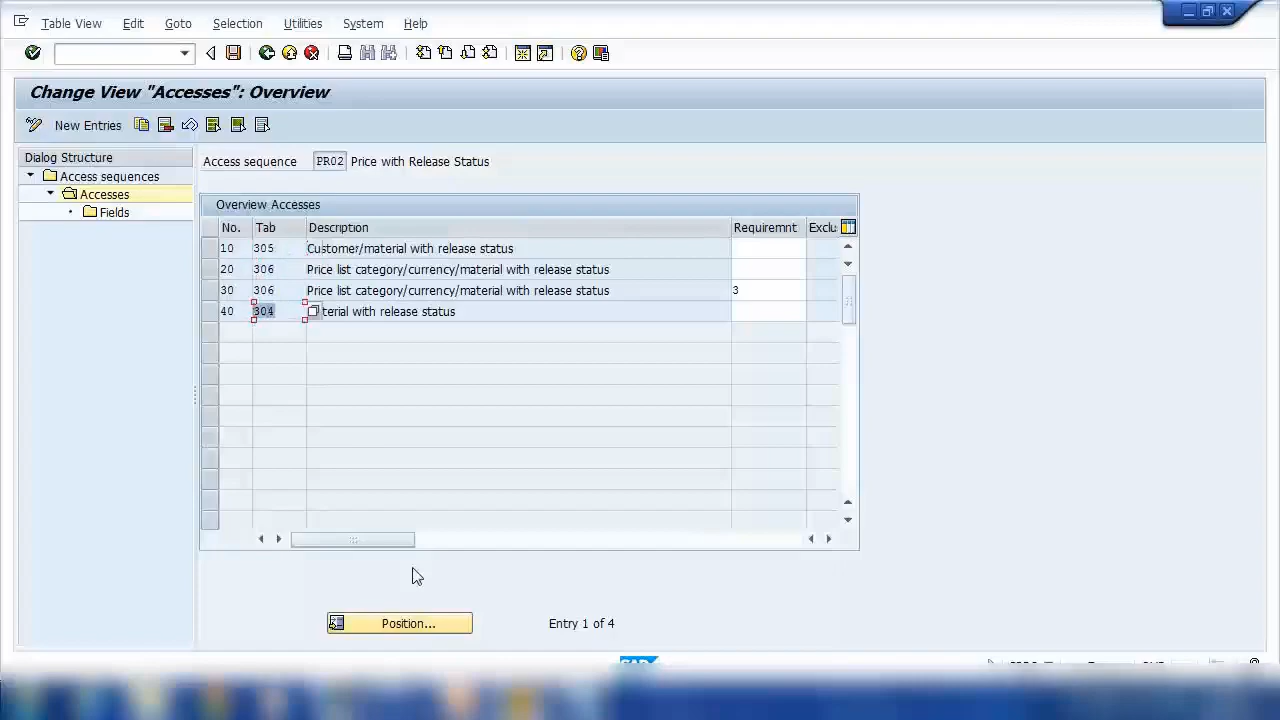 Table View Edit Goto Selection Utilities System Help
Change View "Accesses": Overview
New Entries
Dialog Structure
Access sequences
Accesses
Fields
Access sequence PR02 Price with Release Status
Overview Accesses
No. Tab Description Requiremnt Exclu
10 305 Customer/material with release status
20 306 Price list category/currency/material with release status
30 306 Price list category/currency/material with release status 3
40 304 terial with release status
Position... Entry 1 of 4
SAP